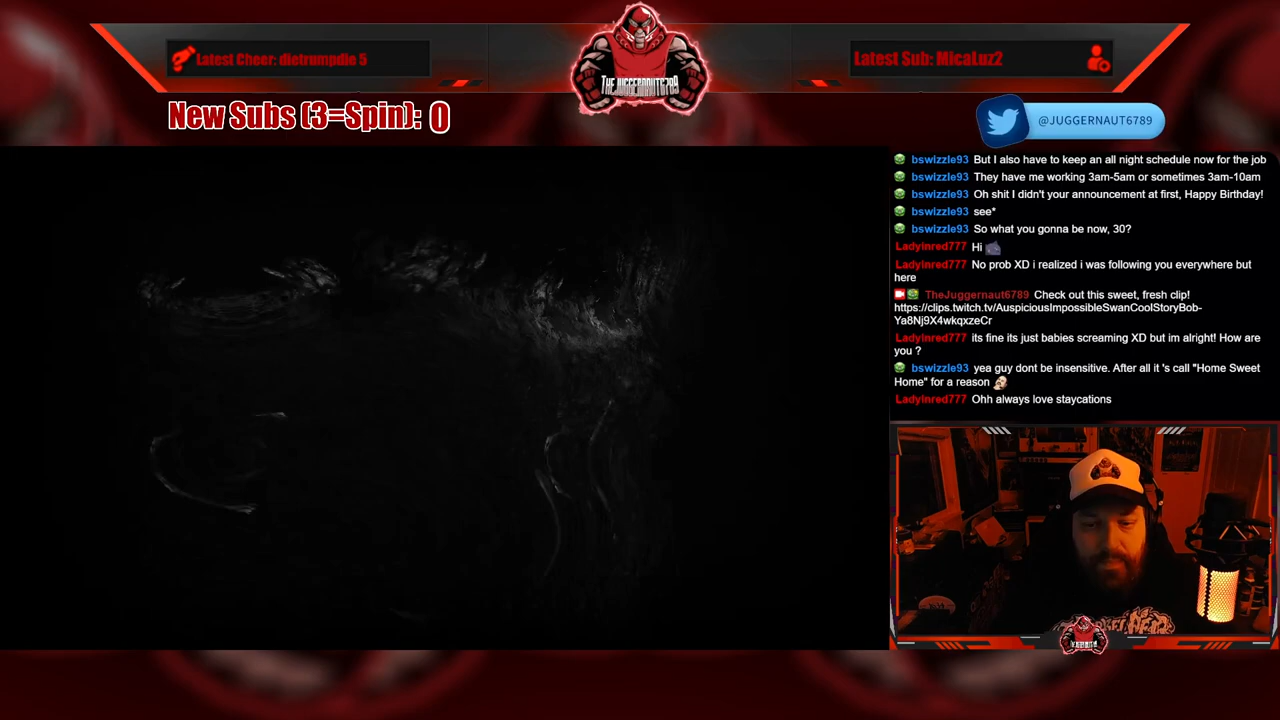 Latest Cheer: dietrumpdie 5
THEJUGGERNAUT6789
Latest Sub: MicaLuz2
New Subs (3=Spin): 0
@JUGGERNAUT6789
bswizzle93 But I also have to keep an all night schedule now for the job
bswizzle93 They have me working 3am-5am or sometimes 3am-10am
bswizzle93 Oh shit I didn't your announcement at first, Happy Birthday!
bswizzle93 see*
bswizzle93 So what you gonna be now, 30?
LadyInred777 Hi
LadyInred777 No prob XD i realized i was following you everywhere but
here
TheJuggernaut6789 Check out this sweet, fresh clip!
https://clips.twitch.tv/AuspiciousImpossibleSwanCoolStoryBob-
Ya8Nj9X4wkqxzeCr
LadyInred777 its fine its just babies screaming XD but im alright! How are
you ?
bswizzle93 yea guy dont be insensitive. After all it 's call "Home Sweet
Home" for a reason
LadyInred777 Ohh always love staycations